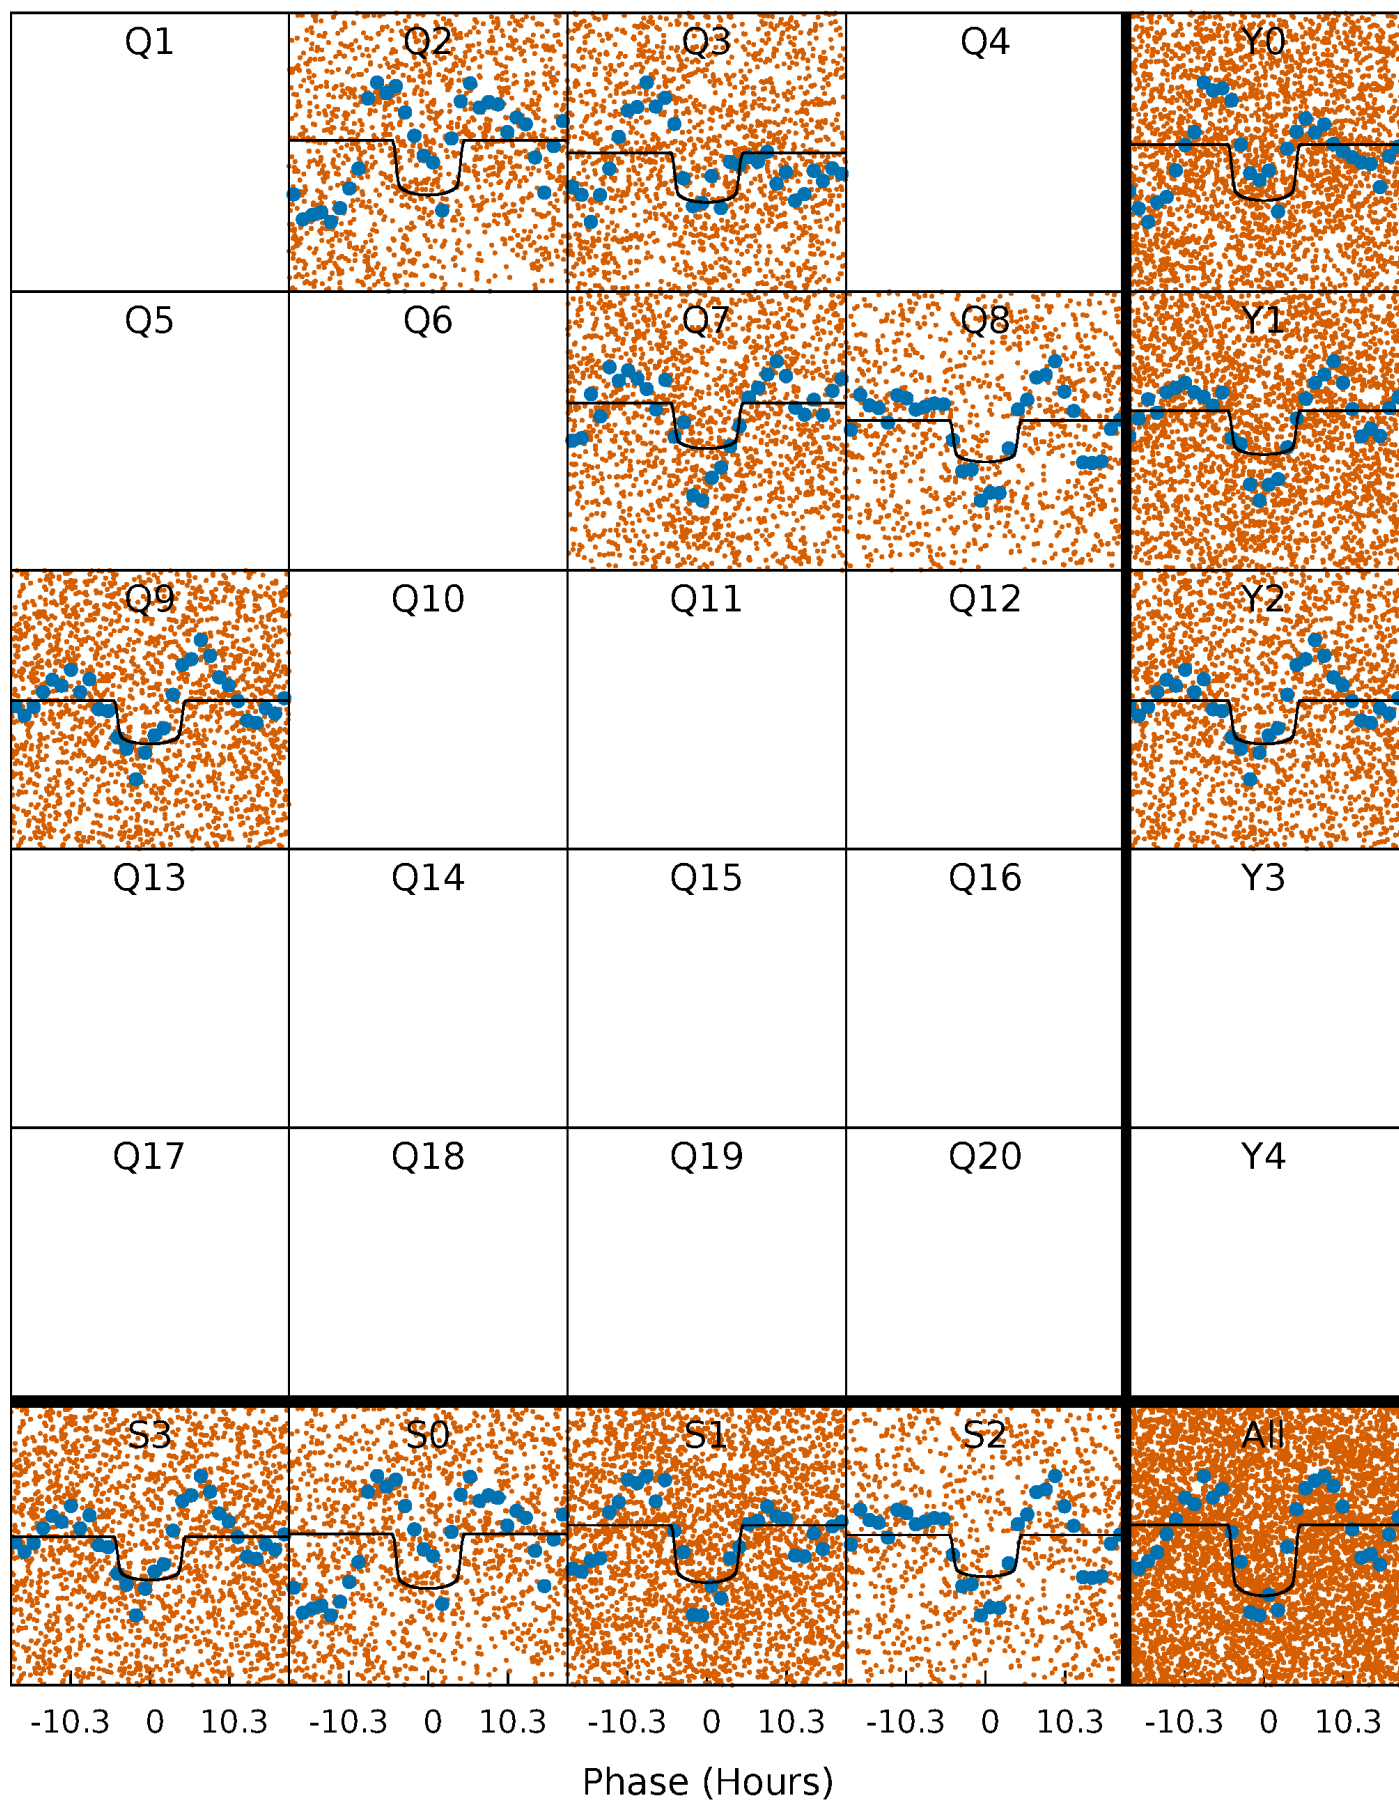 Q1 Q2 Q3 Q4 Y0
Q5 Q6 Q7 Q8 Y1
Q9 Q10 Q11 Q12 Y2
Q13 Q14 Q15 Q16 Y3
Q17 Q18 Q19 Q20 Y4
S3 S0 S1 S2 All
-10.3 0 10.3 -10.3 0 10.3 -10.3 0 10.3 -10.3 0 10.3 -10.3 0 10.3
Phase (Hours)